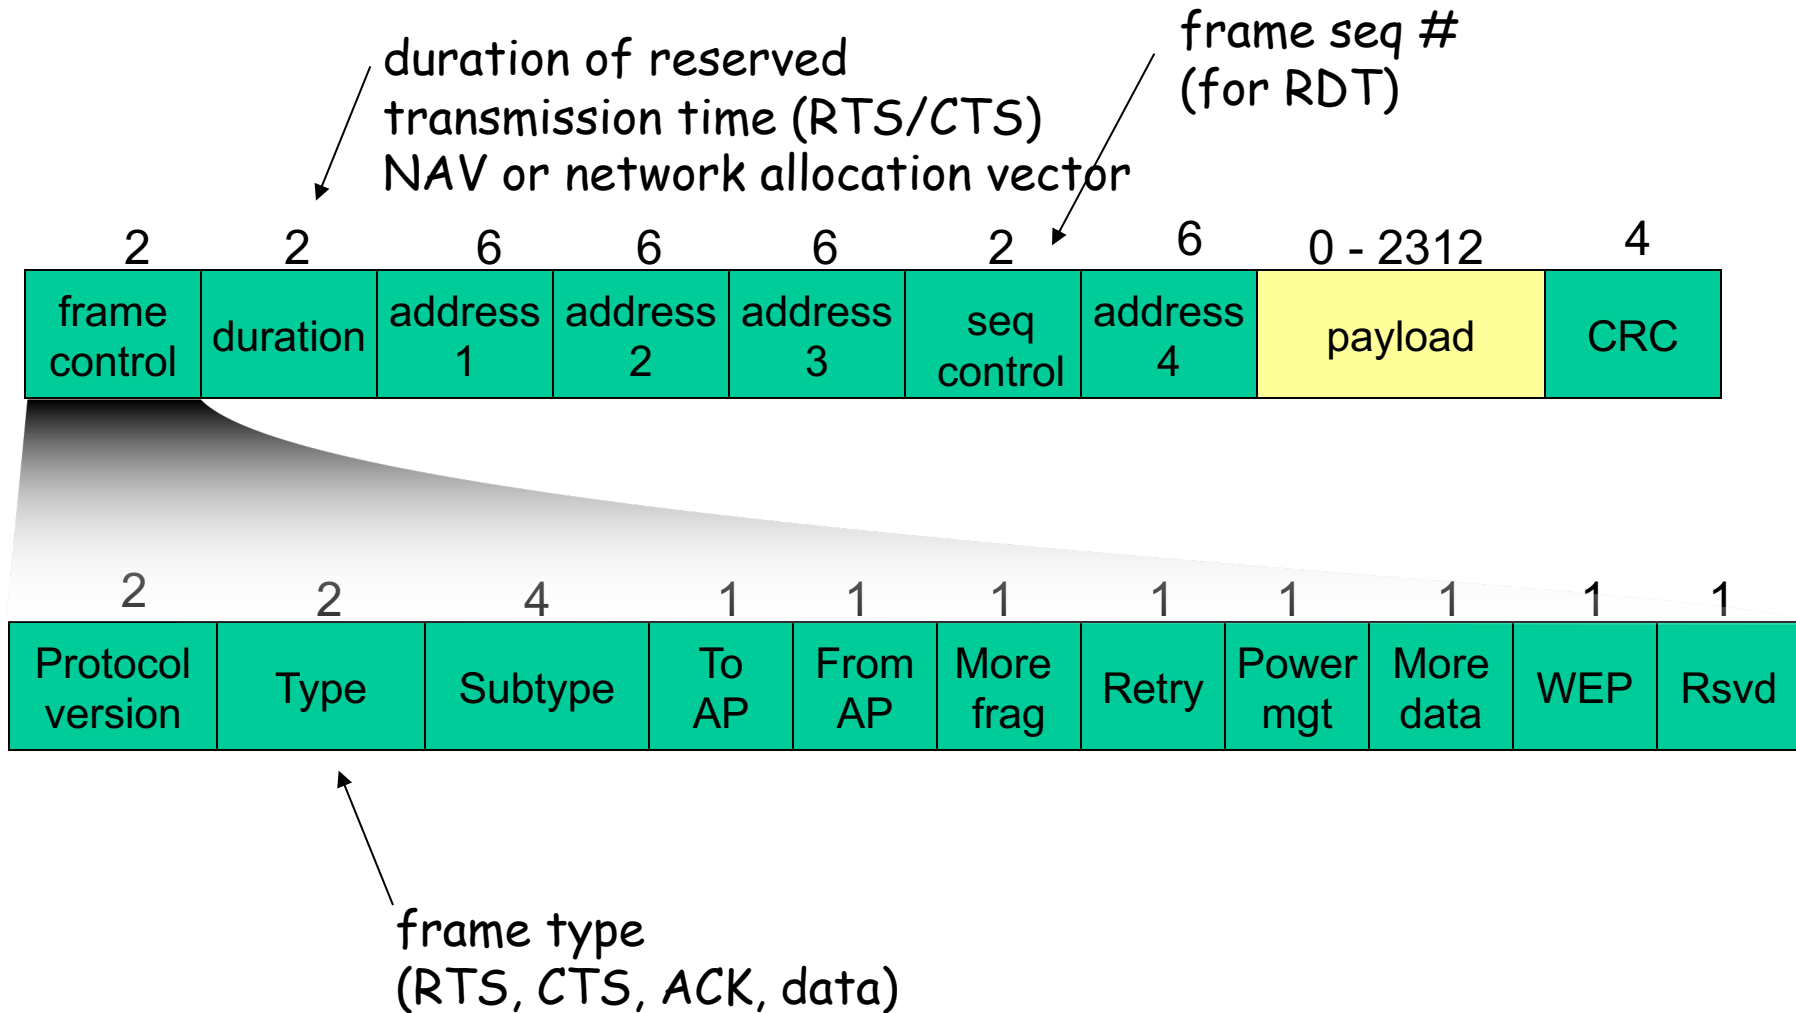 duration of reserved
transmission time (RTS/CTS)
NAV or network allocation vector
frame seq #
(for RDT)
2 2 6 6 6 2 6 0 - 2312 4
frame
control
duration
address
1
address
2
address
3
seq
control
address
4
payload
CRC
2 2 4 1 1 1 1 1 1 1 1
Protocol
version
Type
Subtype
To
AP
From
AP
More
frag
Retry
Power
mgt
More
data
WEP
Rsvd
frame type
(RTS, CTS, ACK, data)